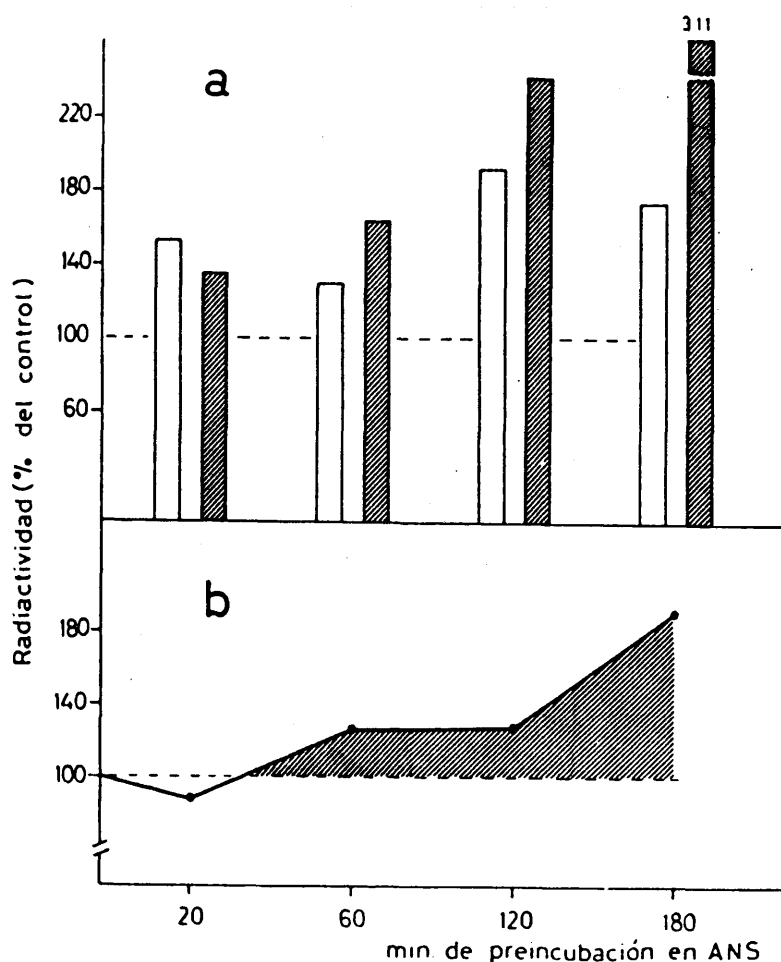 311
a
220
180
140
100
60
b
180
140
100
20 60 120 180
min. de preincubación en ANS
Radiactividad (% del control)